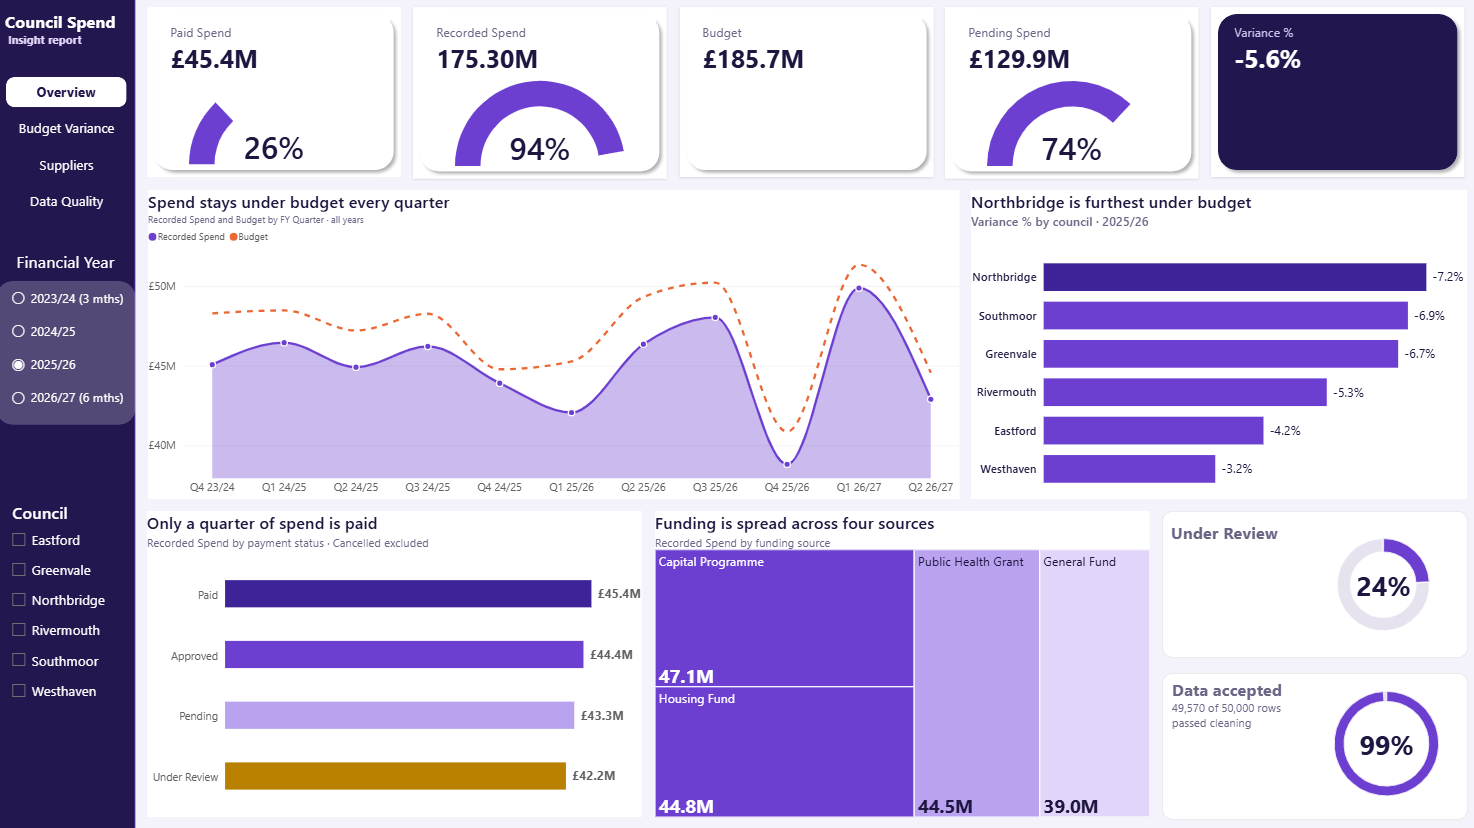 Council Spend
Insight report
Overview
Budget Variance
Suppliers
Data Quality
Financial Year
2023/24 (3 mths)
2024/25
2025/26
2026/27 (6 mths)
Council
Eastford
Greenvale
Northbridge
Rivermouth
Southmoor
Westhaven
Paid Spend
£45.4M
26%
Recorded Spend
175.30M
94%
Budget
£185.7M
Pending Spend
£129.9M
74%
Variance %
-5.6%
Spend stays under budget every quarter
Recorded Spend and Budget by FY Quarter · all years
Recorded Spend Budget
£50M
£45M
£40M
Q4 23/24 Q1 24/25 Q2 24/25 Q3 24/25 Q4 24/25 Q1 25/26 Q2 25/26 Q3 25/26 Q4 25/26 Q1 26/27 Q2 26/27
Northbridge is furthest under budget
Variance % by council · 2025/26
Northbridge -7.2%
Southmoor -6.9%
Greenvale -6.7%
Rivermouth -5.3%
Eastford -4.2%
Westhaven -3.2%
Only a quarter of spend is paid
Recorded Spend by payment status · Cancelled excluded
Paid £45.4M
Approved £44.4M
Pending £43.3M
Under Review £42.2M
Funding is spread across four sources
Recorded Spend by funding source
Capital Programme
47.1M
Housing Fund
44.8M
Public Health Grant
44.5M
General Fund
39.0M
Under Review
24%
Data accepted
49,570 of 50,000 rows
passed cleaning
99%